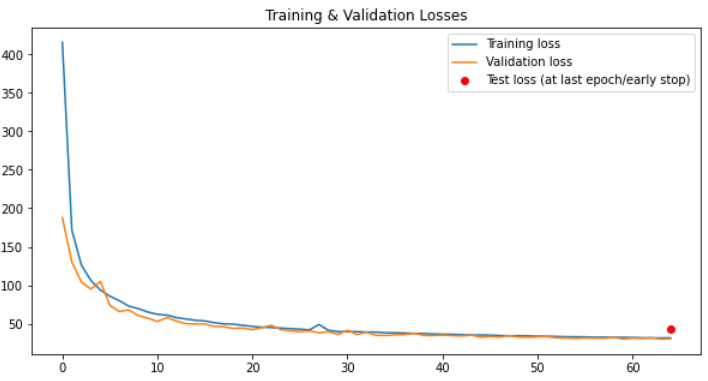 Training & Validation Losses
Training loss
Validation loss
Test loss (at last epoch/early stop)
400
350
300
250
200
150
100
50
0 10 20 30 40 50 60